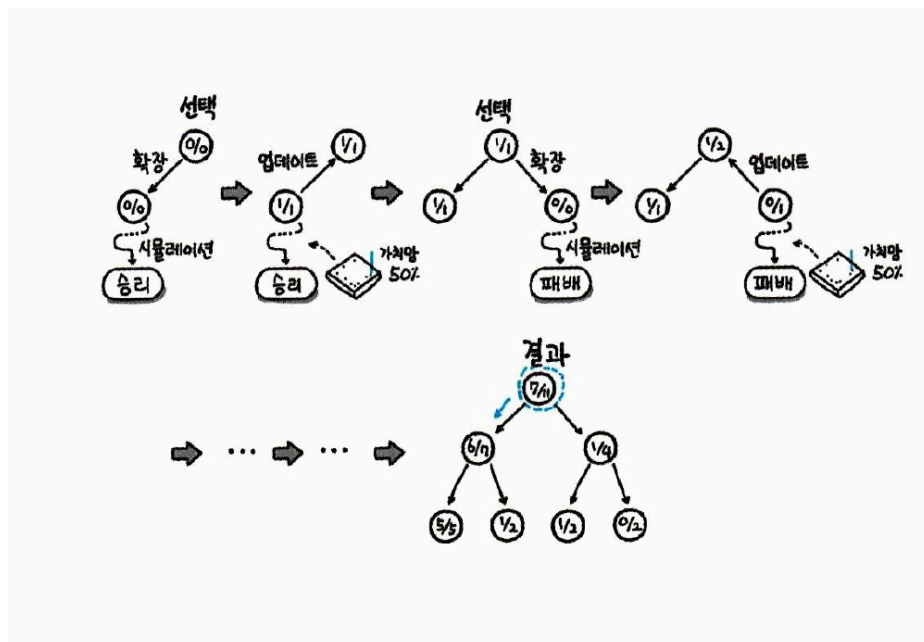 선택
0/0
확장
0/0
시뮬레이션
승리
1/1
업데이트
1/1
승리
가치망
50%
선택
1/1
확장
1/1
0/0
시뮬레이션
패배
1/2
업데이트
1/1
0/1
패배
가치망
50%
...
...
결과
7/11
6/7
1/4
5/5
1/2
1/2
0/2